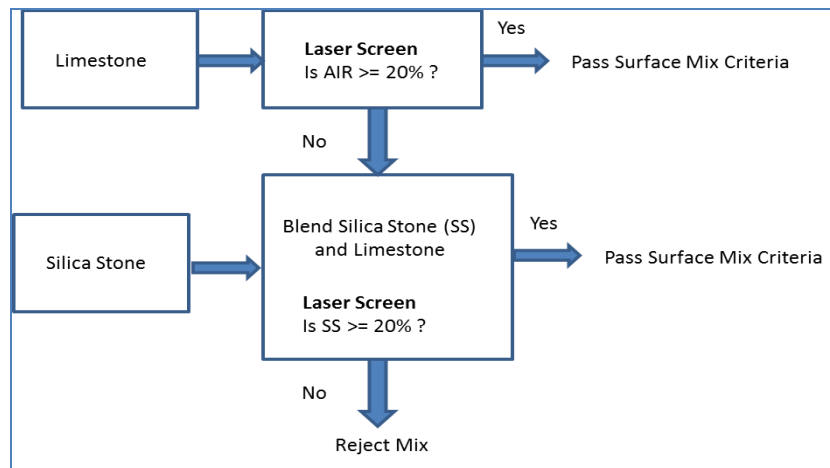 Limestone
Laser Screen
Is AIR >= 20% ?
Yes
Pass Surface Mix Criteria
No
Silica Stone
Blend Silica Stone (SS)
and Limestone
Laser Screen
Is SS >= 20% ?
Yes
Pass Surface Mix Criteria
No
Reject Mix